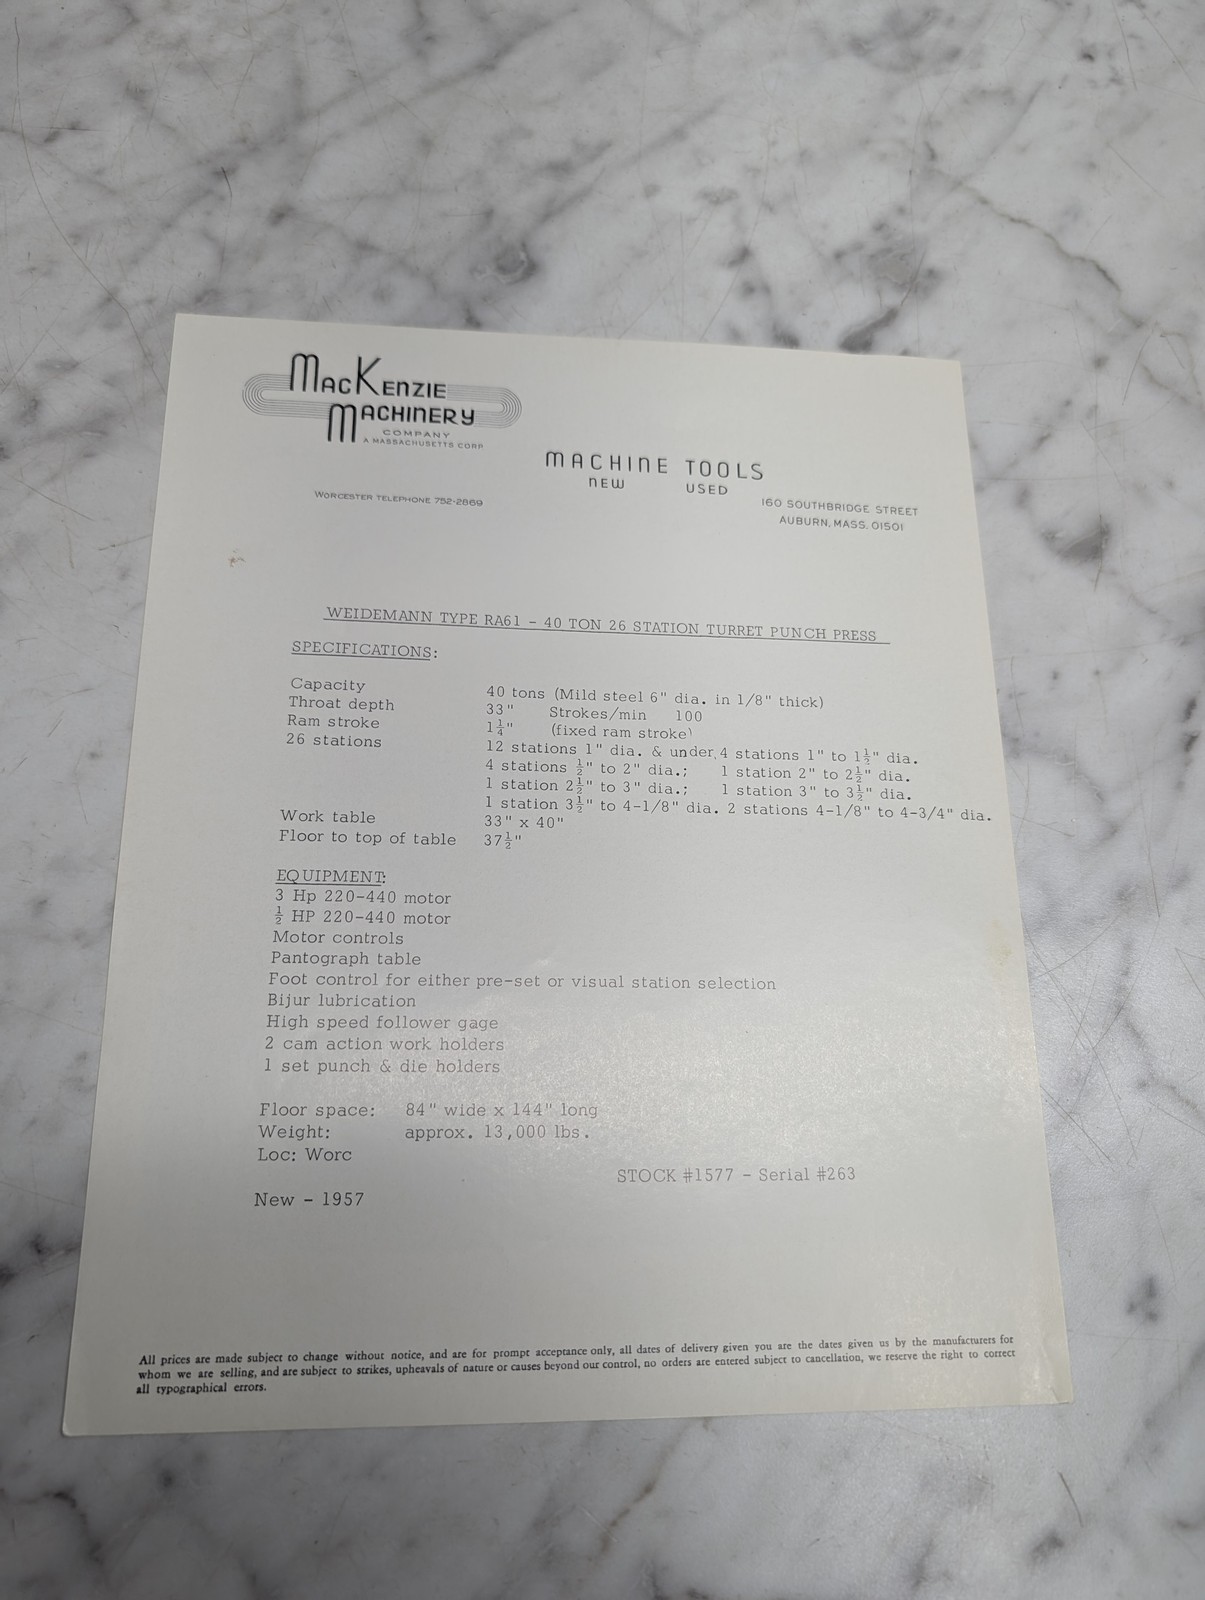 MacKenzie
Machinery
COMPANY
A MASSACHUSETTS CORP.
MACHINE TOOLS
NEW USED
WORCESTER TELEPHONE 752-2869
160 SOUTHBRIDGE STREET
AUBURN, MASS. 01501
WEIDEMANN TYPE RA61 - 40 TON 26 STATION TURRET PUNCH PRESS
SPECIFICATIONS:
Capacity 40 tons (Mild steel 6" dia. in 1/8" thick)
Throat depth 33" Strokes/min 100
Ram stroke 1¼" (fixed ram stroke)
26 stations 12 stations 1" dia. & under, 4 stations 1" to 1½" dia.
4 stations ½" to 2" dia.; 1 station 2" to 2½" dia.
1 station 2½" to 3" dia.; 1 station 3" to 3½" dia.
1 station 3½" to 4-1/8" dia. 2 stations 4-1/8" to 4-3/4" dia.
Work table 33" x 40"
Floor to top of table 37½"
EQUIPMENT:
3 Hp 220-440 motor
½ HP 220-440 motor
Motor controls
Pantograph table
Foot control for either pre-set or visual station selection
Bijur lubrication
High speed follower gage
2 cam action work holders
1 set punch & die holders
Floor space: 84" wide x 144" long
Weight: approx. 13,000 lbs.
Loc: Worc
STOCK #1577 - Serial #263
New - 1957
All prices are made subject to change without notice, and are for prompt acceptance only, all dates of delivery given you are the dates given us by the manufacturers for
whom we are selling, and are subject to strikes, upheavals of nature or causes beyond our control, no orders are entered subject to cancellation, we reserve the right to correct
all typographical errors.